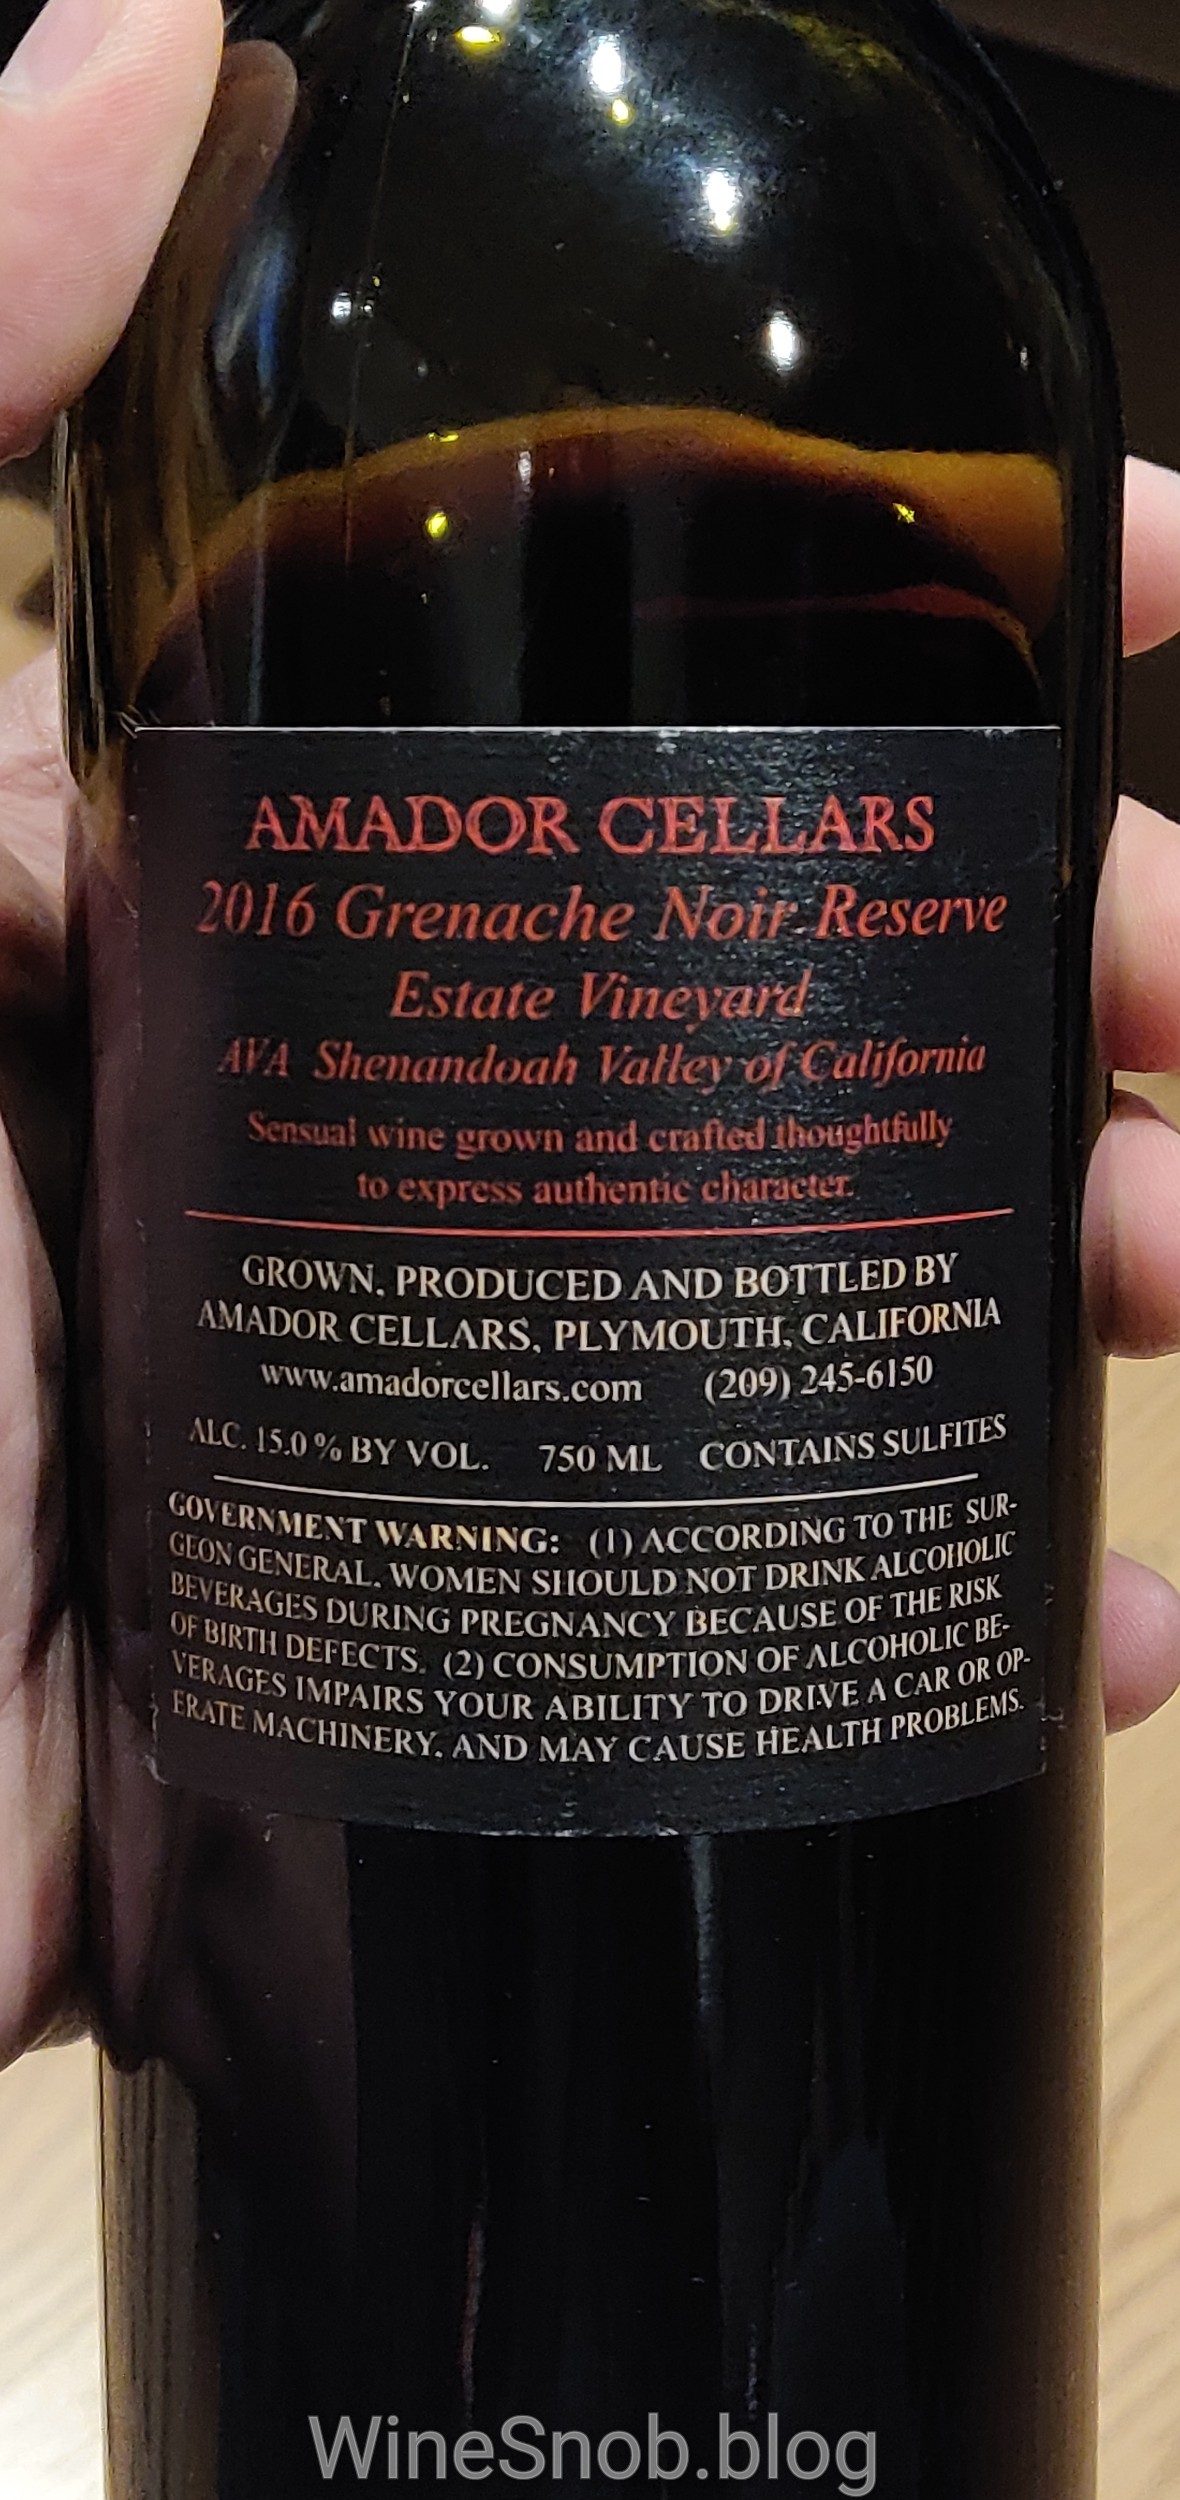 AMADOR CELLARS
2016 Grenache Noir Reserve
Estate Vineyard
AVA Shenandoah Valley of California
Sensual wine grown and crafted thoughtfully
to express authentic character.
GROWN, PRODUCED AND BOTTLED BY
AMADOR CELLARS, PLYMOUTH, CALIFORNIA
www.amadorcellars.com (209) 245-6150
ALC. 15.0 % BY VOL. 750 ML CONTAINS SULFITES
GOVERNMENT WARNING: (1) ACCORDING TO THE SUR-
GEON GENERAL, WOMEN SHOULD NOT DRINK ALCOHOLIC
BEVERAGES DURING PREGNANCY BECAUSE OF THE RISK
OF BIRTH DEFECTS. (2) CONSUMPTION OF ALCOHOLIC BE-
VERAGES IMPAIRS YOUR ABILITY TO DRIVE A CAR OR OP-
ERATE MACHINERY, AND MAY CAUSE HEALTH PROBLEMS.
WineSnob.blog